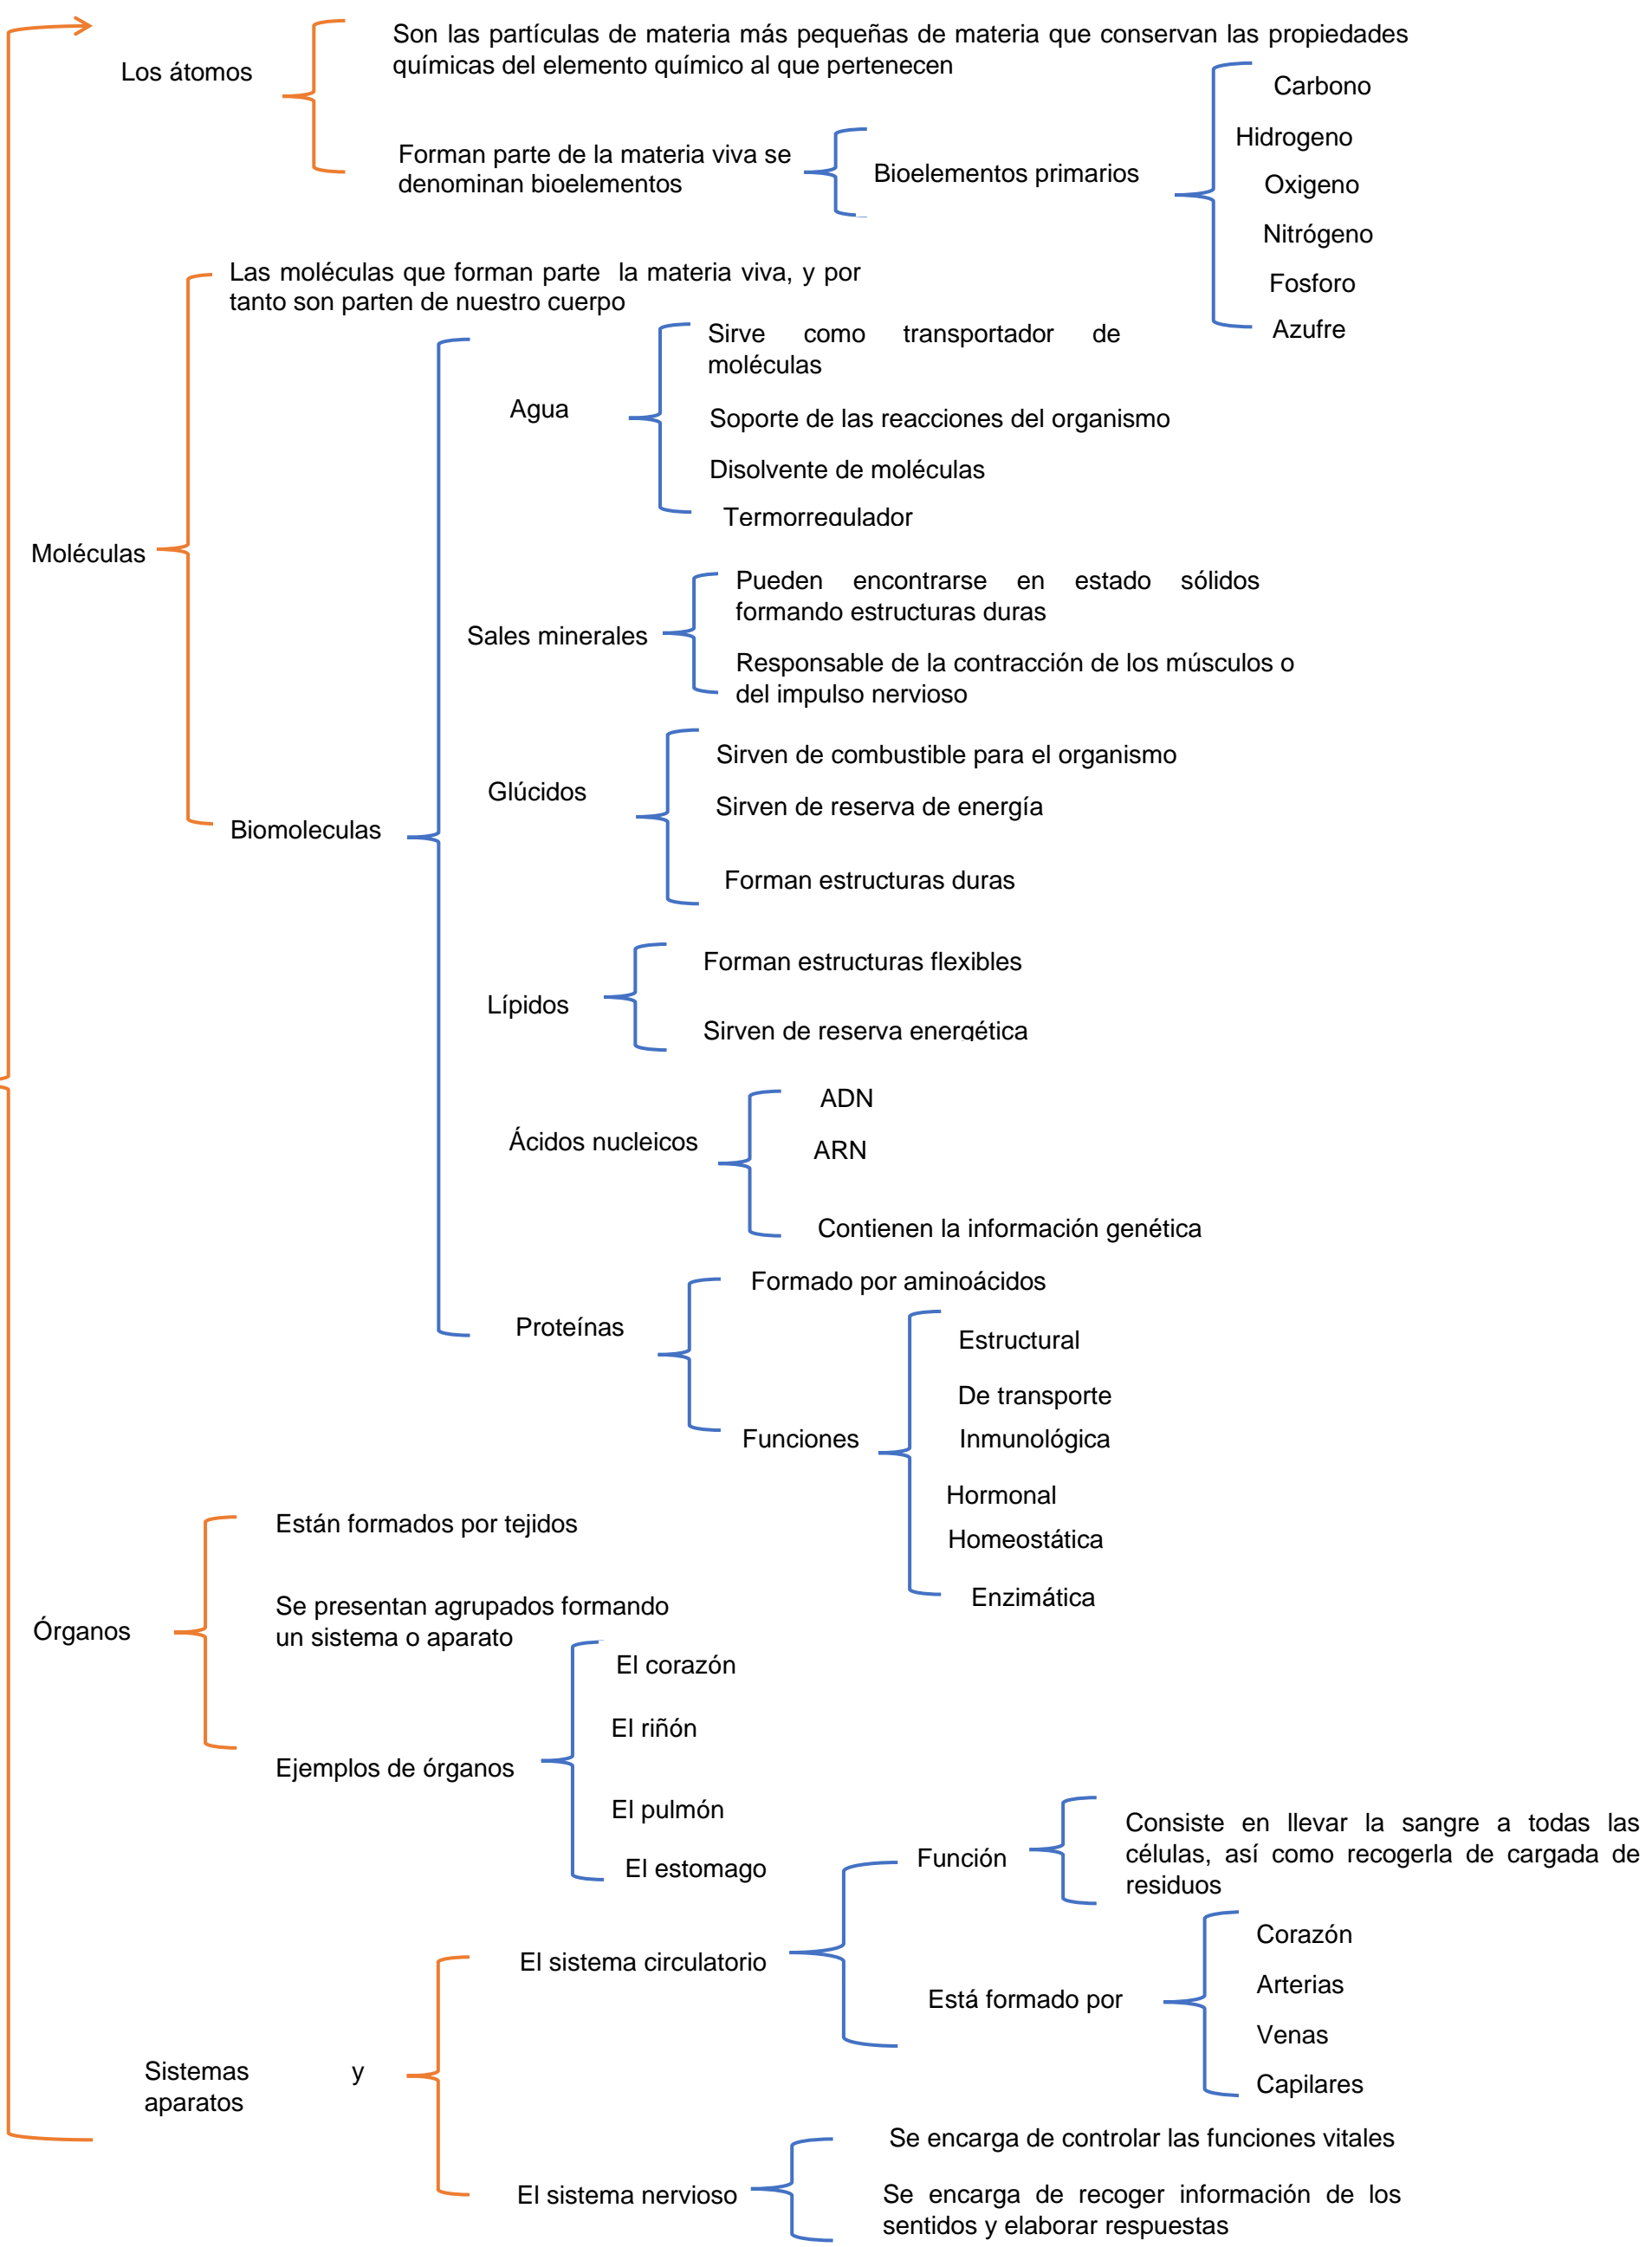 Los átomos
Son las partículas de materia más pequeñas de materia que conservan las propiedades
químicas del elemento químico al que pertenecen
Forman parte de la materia viva se
denominan bioelementos
Bioelementos primarios
Carbono
Hidrogeno
Oxigeno
Nitrógeno
Fosforo
Azufre
Moléculas
Las moléculas que forman parte la materia viva, y por
tanto son parten de nuestro cuerpo
Biomoleculas
Agua
Sirve como transportador de
moléculas
Soporte de las reacciones del organismo
Disolvente de moléculas
Termorregulador
Sales minerales
Pueden encontrarse en estado sólidos
formando estructuras duras
Responsable de la contracción de los músculos o
del impulso nervioso
Glúcidos
Sirven de combustible para el organismo
Sirven de reserva de energía
Forman estructuras duras
Lípidos
Forman estructuras flexibles
Sirven de reserva energética
Ácidos nucleicos
ADN
ARN
Contienen la información genética
Proteínas
Formado por aminoácidos
Funciones
Estructural
De transporte
Inmunológica
Hormonal
Homeostática
Enzimática
Órganos
Están formados por tejidos
Se presentan agrupados formando
un sistema o aparato
Ejemplos de órganos
El corazón
El riñón
El pulmón
El estomago
Sistemas y
aparatos
El sistema circulatorio
Función
Consiste en llevar la sangre a todas las
células, así como recogerla de cargada de
residuos
Está formado por
Corazón
Arterias
Venas
Capilares
El sistema nervioso
Se encarga de controlar las funciones vitales
Se encarga de recoger información de los
sentidos y elaborar respuestas